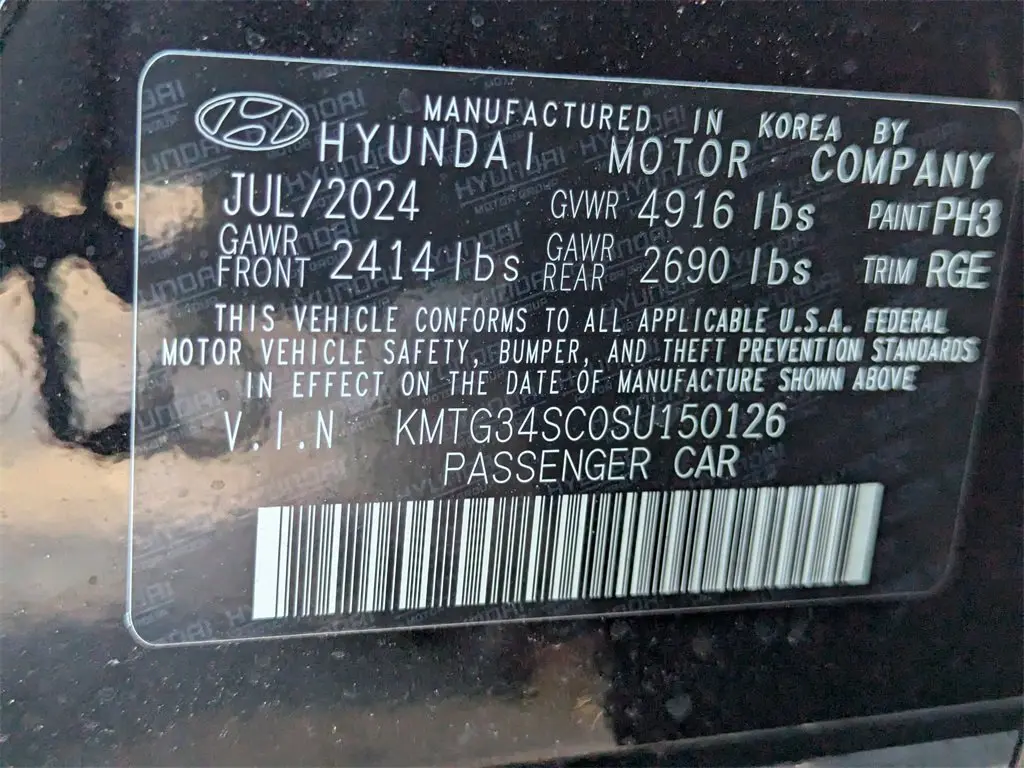 MANUFACTURED IN KOREA BY
HYUNDAI MOTOR COMPANY
JUL/2024 GVWR 4916 lbs PAINT PH3
GAWR FRONT 2414 lbs GAWR REAR 2690 lbs TRIM RGE
THIS VEHICLE CONFORMS TO ALL APPLICABLE U.S.A. FEDERAL
MOTOR VEHICLE SAFETY, BUMPER, AND THEFT PREVENTION STANDARDS
IN EFFECT ON THE DATE OF MANUFACTURE SHOWN ABOVE
V.I.N KMTG34SC0SU150126
PASSENGER CAR